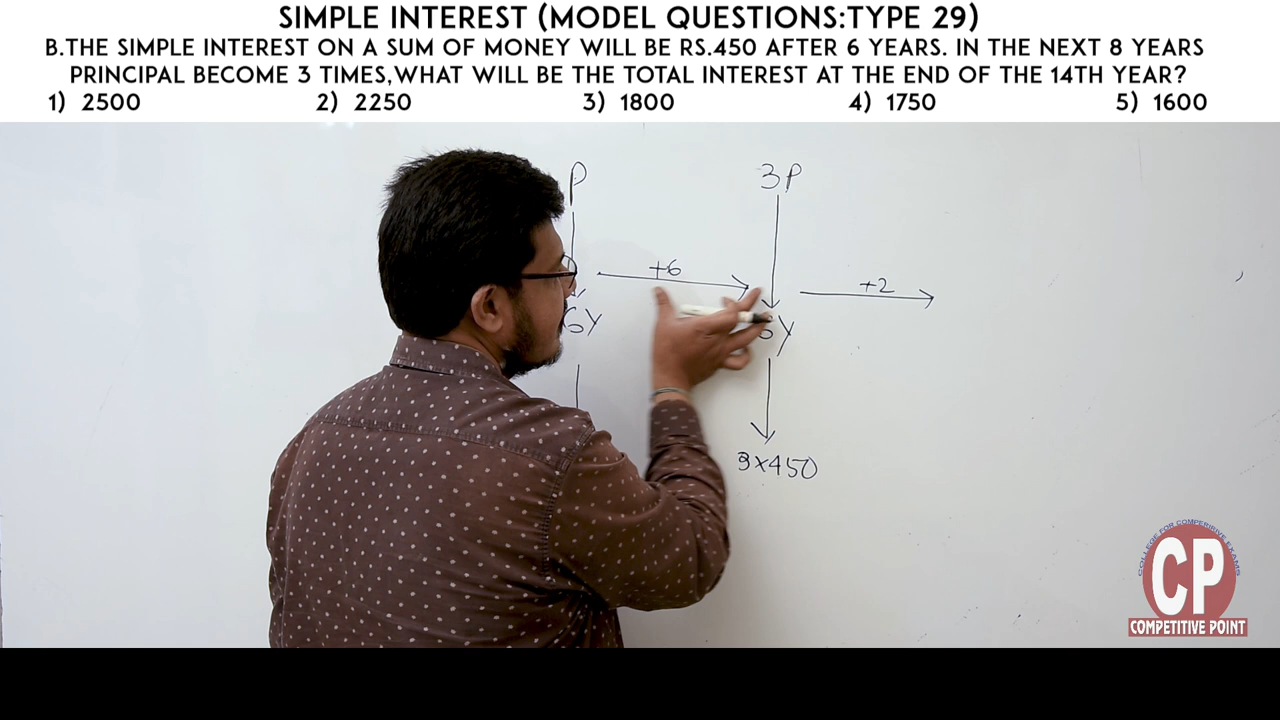 SIMPLE INTEREST (MODEL QUESTIONS:TYPE 29)
B.THE SIMPLE INTEREST ON A SUM OF MONEY WILL BE RS.450 AFTER 6 YEARS. IN THE NEXT 8 YEARS
PRINCIPAL BECOME 3 TIMES,WHAT WILL BE THE TOTAL INTEREST AT THE END OF THE 14TH YEAR?
1) 2500 2) 2250 3) 1800 4) 1750 5) 1600
P 3P
+6 +2
6y y
3x450
COLLEGE FOR COMPERIRIVE EXAMS
CP
COMPETITIVE POINT